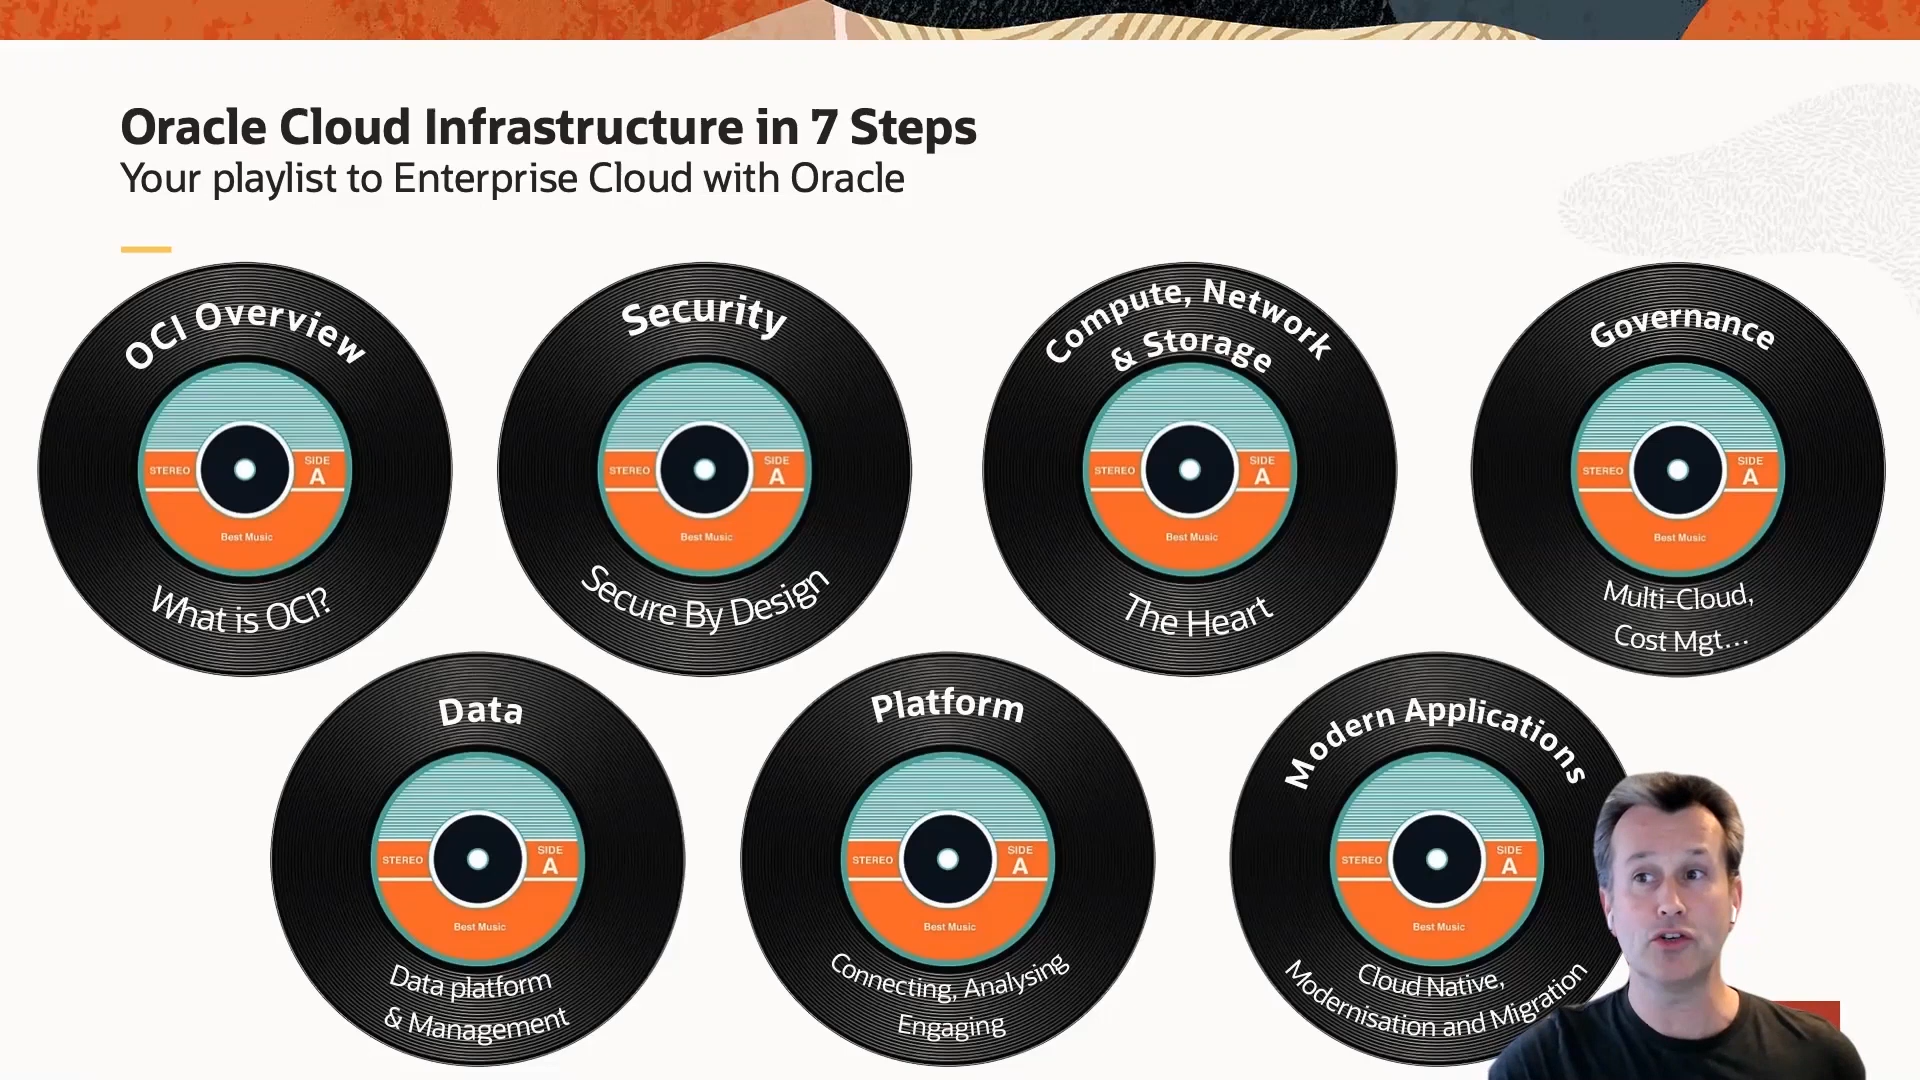 Oracle Cloud Infrastructure in 7 Steps
Your playlist to Enterprise Cloud with Oracle
OCI Overview
STEREO
SIDE
A
Best Music
What is OCI?
Security
STEREO
SIDE
A
Best Music
Secure By Design
Compute, Network
& Storage
STEREO
SIDE
A
Best Music
The Heart
Governance
STEREO
SIDE
A
Best Music
Multi-Cloud,
Cost Mgt...
Data
STEREO
SIDE
A
Best Music
Data platform
& Management
Platform
STEREO
SIDE
A
Best Music
Connecting, Analysing
Engaging
Modern Applications
STEREO
SIDE
A
Best Music
Cloud Native,
Modernisation and Migration